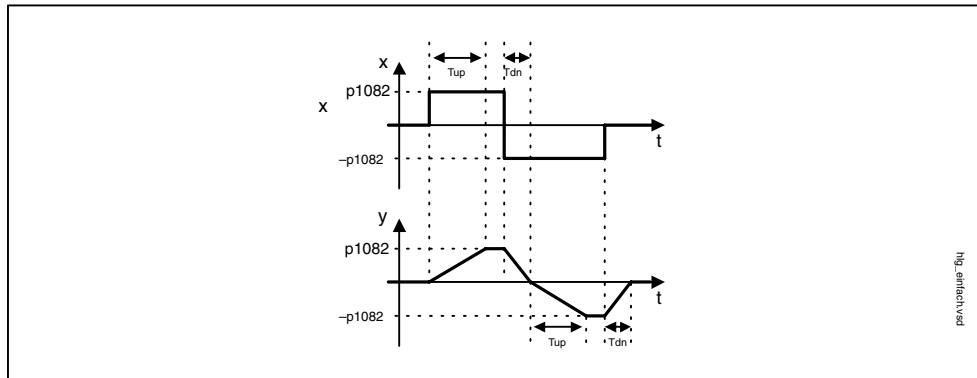 x
Tup
Tdn
p1082
x
t
–p1082
y
p1082
t
–p1082
Tup
Tdn
hlg_einfach.vsd